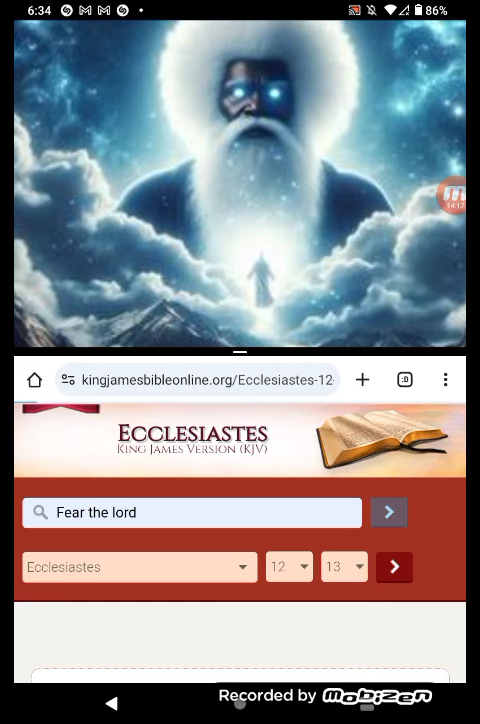 6:34
86%
14:17
kingjamesbibleonline.org/Ecclesiastes-12-
:D
Ecclesiastes
King James Version (KJV)
Fear the lord
Ecclesiastes 12 13
Recorded by Mobizen